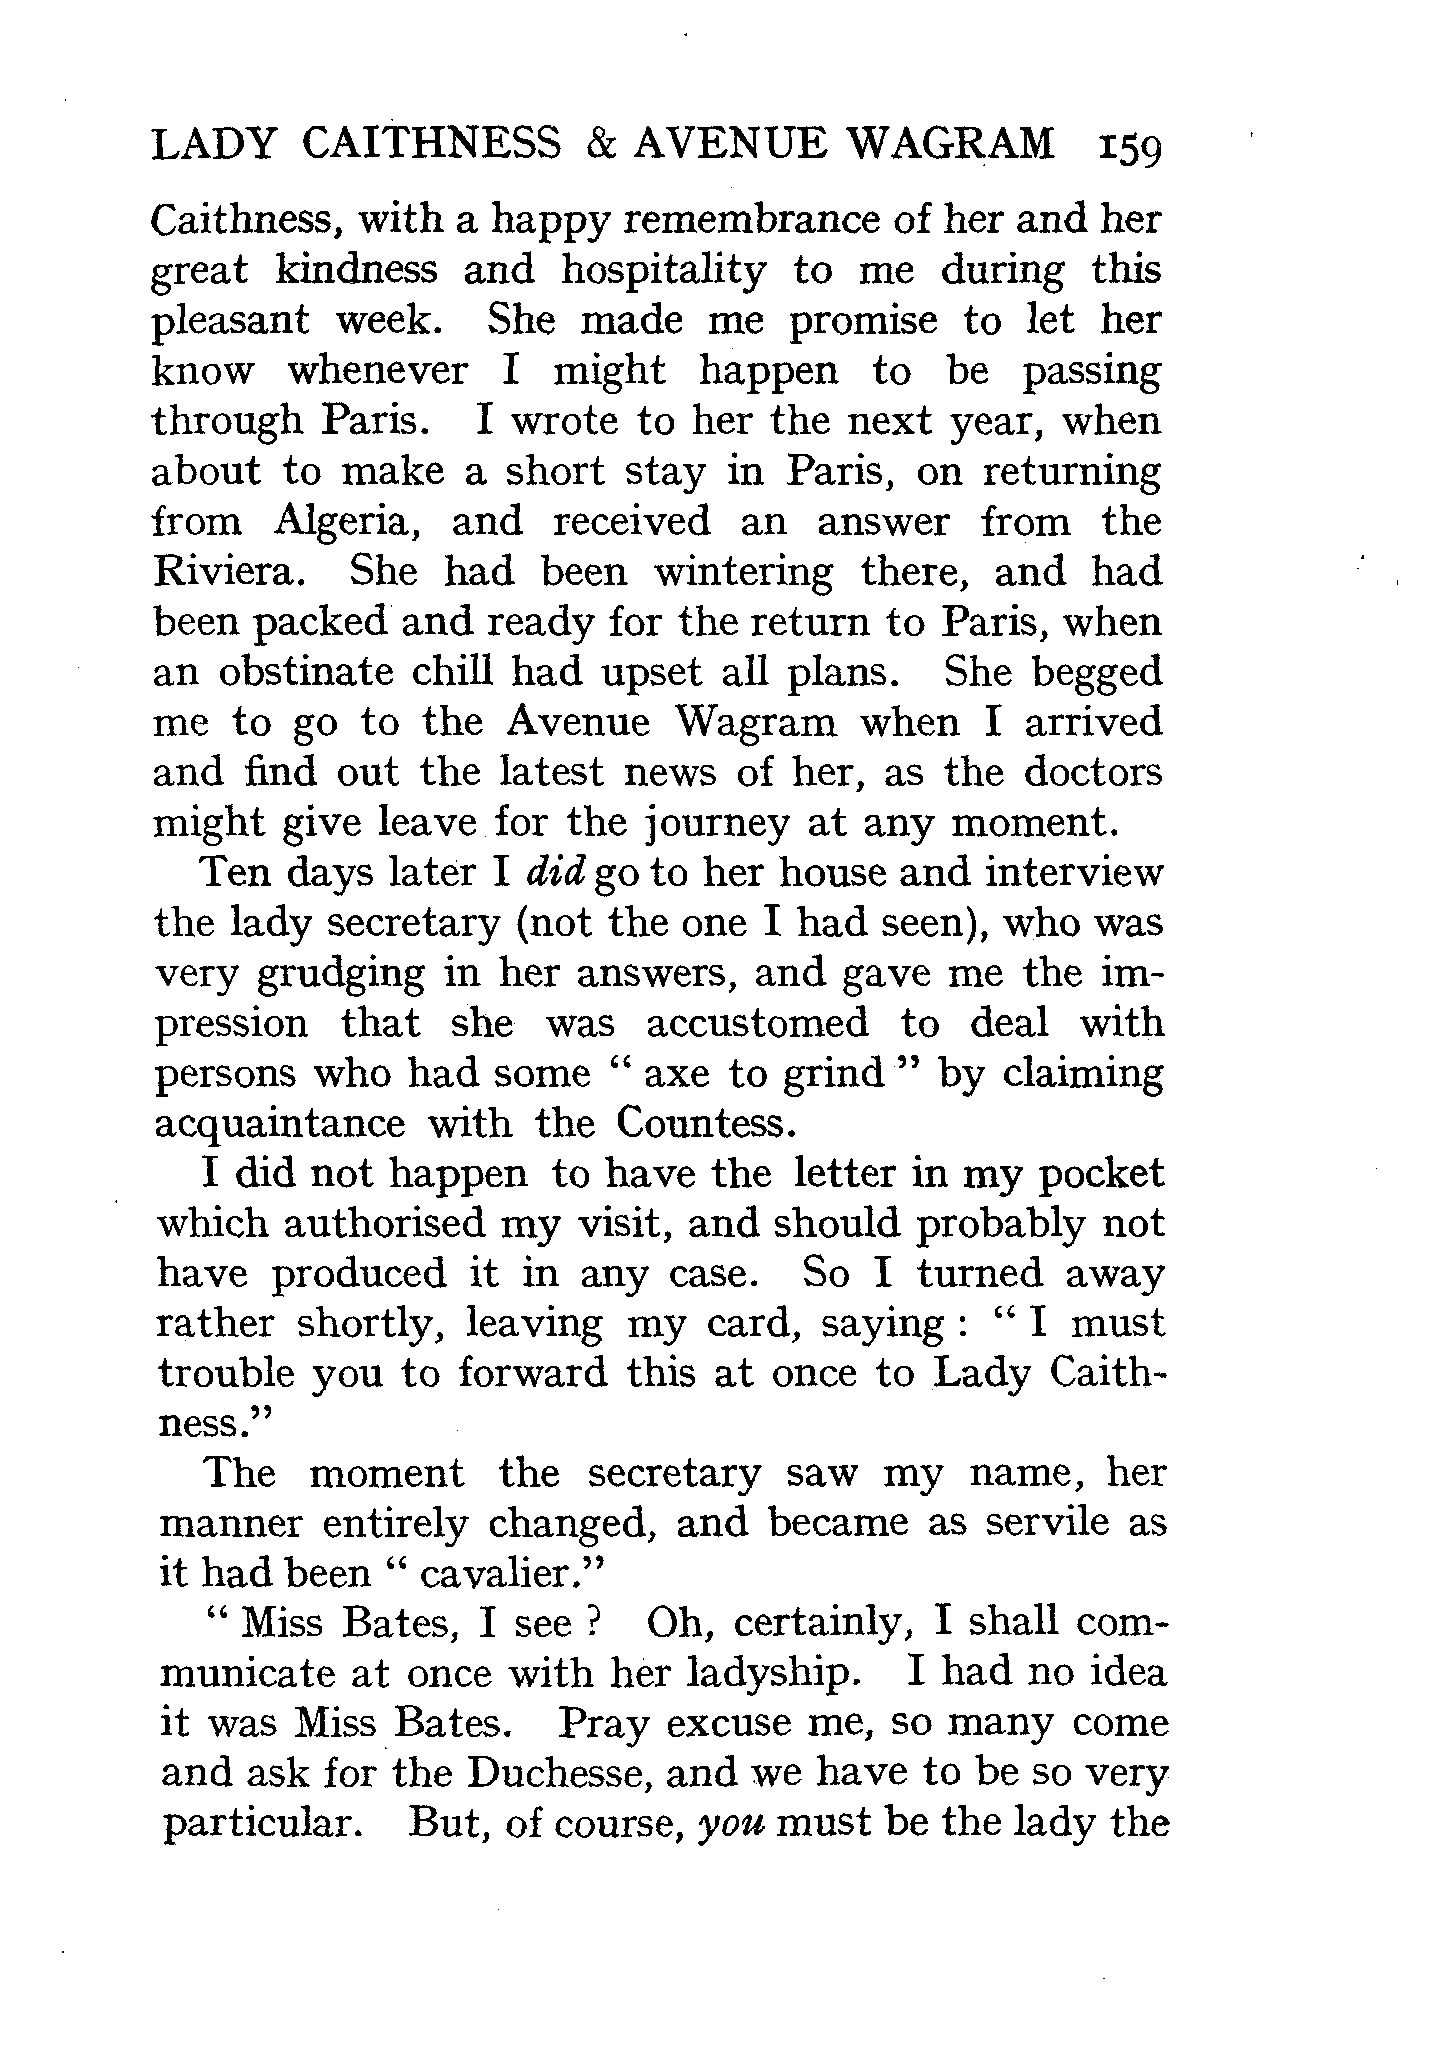 LADY CAITHNESS & AVENUE WAGRAM 159
Caithness, with a happy remembrance of her and her
great kindness and hospitality to me during this
pleasant week. She made me promise to let her
know whenever I might happen to be passing
through Paris. I wrote to her the next year, when
about to make a short stay in Paris, on returning
from Algeria, and received an answer from the
Riviera. She had been wintering there, and had
been packed and ready for the return to Paris, when
an obstinate chill had upset all plans. She begged
me to go to the Avenue Wagram when I arrived
and find out the latest news of her, as the doctors
might give leave for the journey at any moment.
Ten days later I did go to her house and interview
the lady secretary (not the one I had seen), who was
very grudging in her answers, and gave me the im-
pression that she was accustomed to deal with
persons who had some " axe to grind " by claiming
acquaintance with the Countess.
I did not happen to have the letter in my pocket
which authorised my visit, and should probably not
have produced it in any case. So I turned away
rather shortly, leaving my card, saying : " I must
trouble you to forward this at once to Lady Caith-
ness."
The moment the secretary saw my name, her
manner entirely changed, and became as servile as
it had been " cavalier."
" Miss Bates, I see ? Oh, certainly, I shall com-
municate at once with her ladyship. I had no idea
it was Miss Bates. Pray excuse me, so many come
and ask for the Duchesse, and we have to be so very
particular. But, of course, you must be the lady the